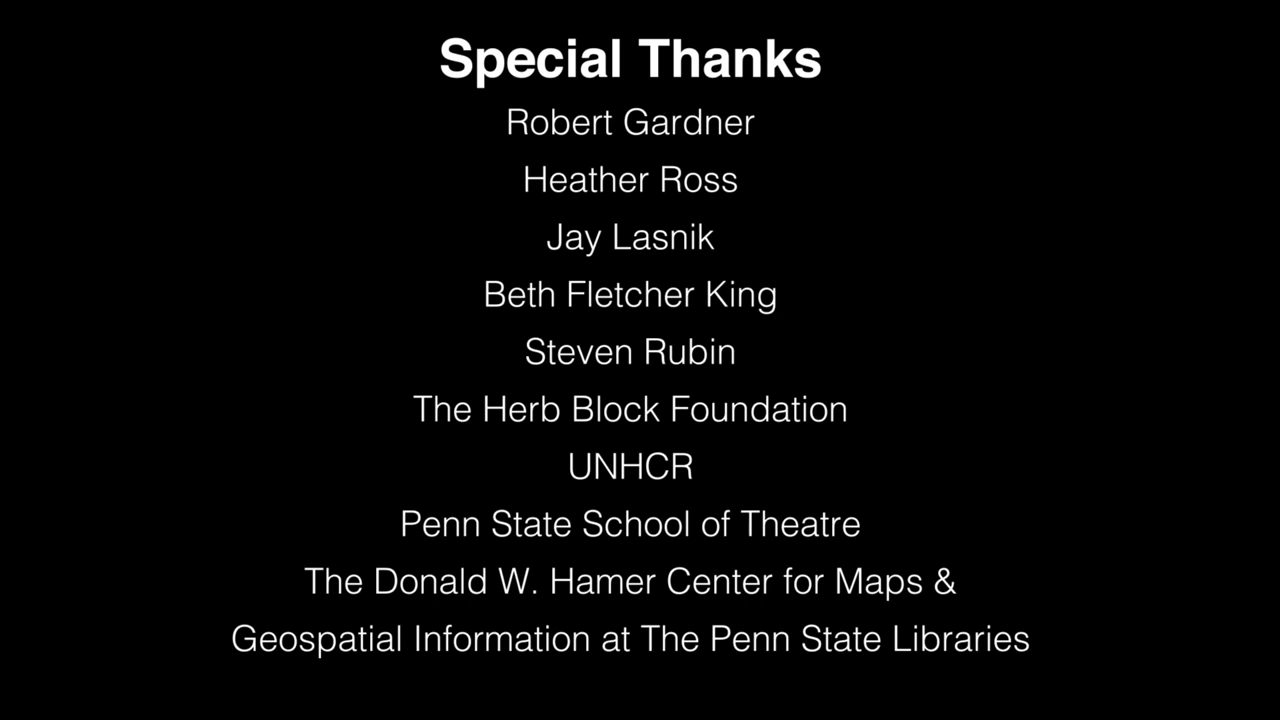 Special Thanks
Robert Gardner
Heather Ross
Jay Lasnik
Beth Fletcher King
Steven Rubin
The Herb Block Foundation
UNHCR
Penn State School of Theatre
The Donald W. Hamer Center for Maps &
Geospatial Information at The Penn State Libraries